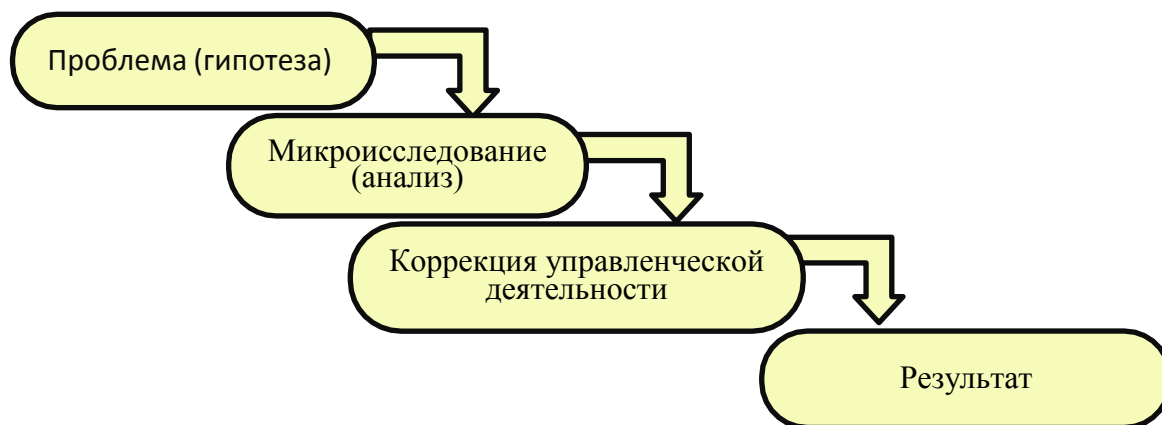 Проблема (гипотеза)
Микроисследование
(анализ)
Коррекция управленческой
деятельности
Результат